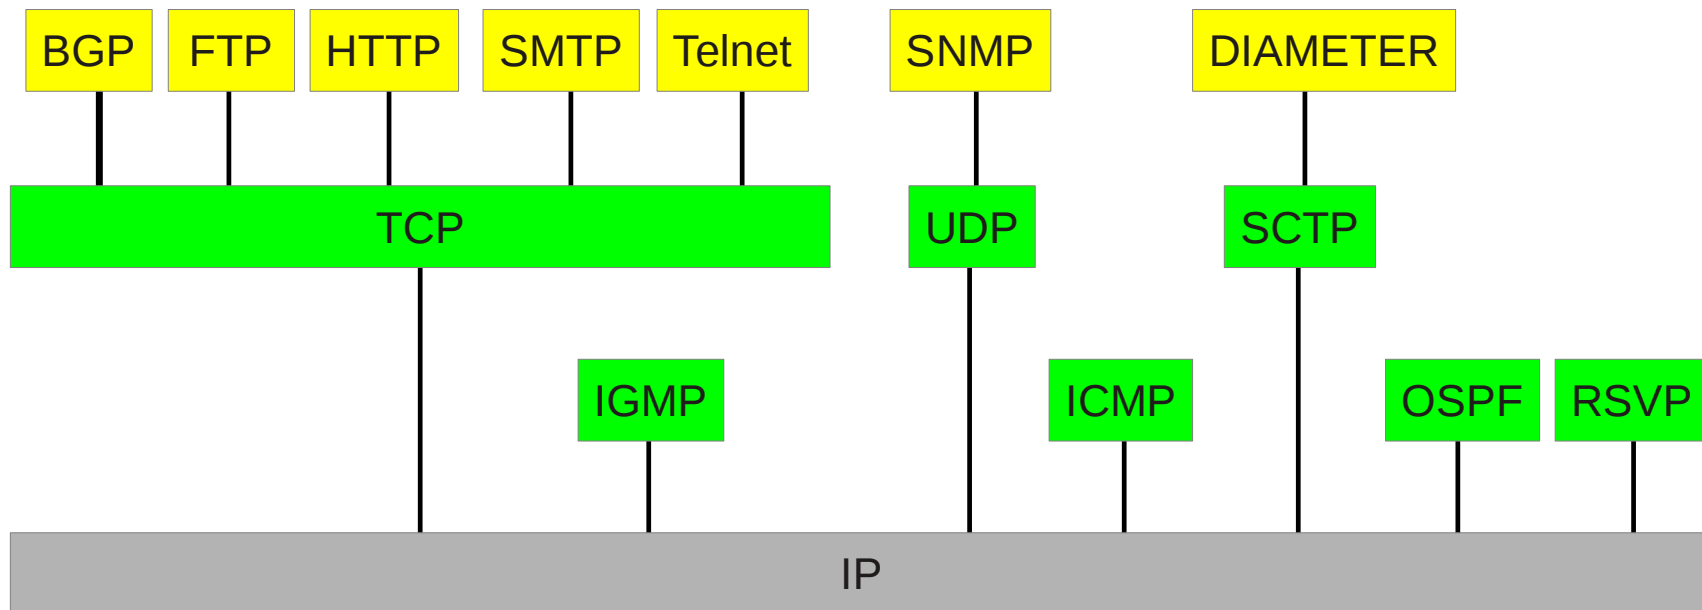 BGP FTP HTTP SMTP Telnet SNMP DIAMETER
TCP UDP SCTP
IGMP ICMP OSPF RSVP
IP